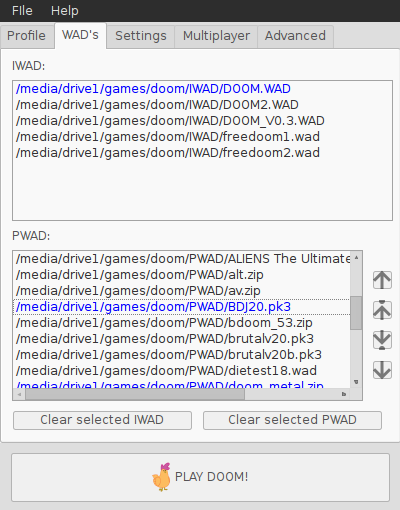 FIle Help
Profile WAD's Settings Multiplayer Advanced
IWAD:
/media/drive1/games/doom/IWAD/DOOM.WAD
/media/drive1/games/doom/IWAD/DOOM2.WAD
/media/drive1/games/doom/IWAD/DOOM_V0.3.WAD
/media/drive1/games/doom/IWAD/freedoom1.wad
/media/drive1/games/doom/IWAD/freedoom2.wad
PWAD:
/media/drive1/games/doom/PWAD/ALIENS The Ultimate
/media/drive1/games/doom/PWAD/alt.zip
/media/drive1/games/doom/PWAD/av.zip
/media/drive1/games/doom/PWAD/BDJ20.pk3
/media/drive1/games/doom/PWAD/bdoom_53.zip
/media/drive1/games/doom/PWAD/brutalv20.pk3
/media/drive1/games/doom/PWAD/brutalv20b.pk3
/media/drive1/games/doom/PWAD/dietest18.wad
/media/drive1/games/doom/PWAD/doom_metal.zip
Clear selected IWAD Clear selected PWAD
PLAY DOOM!